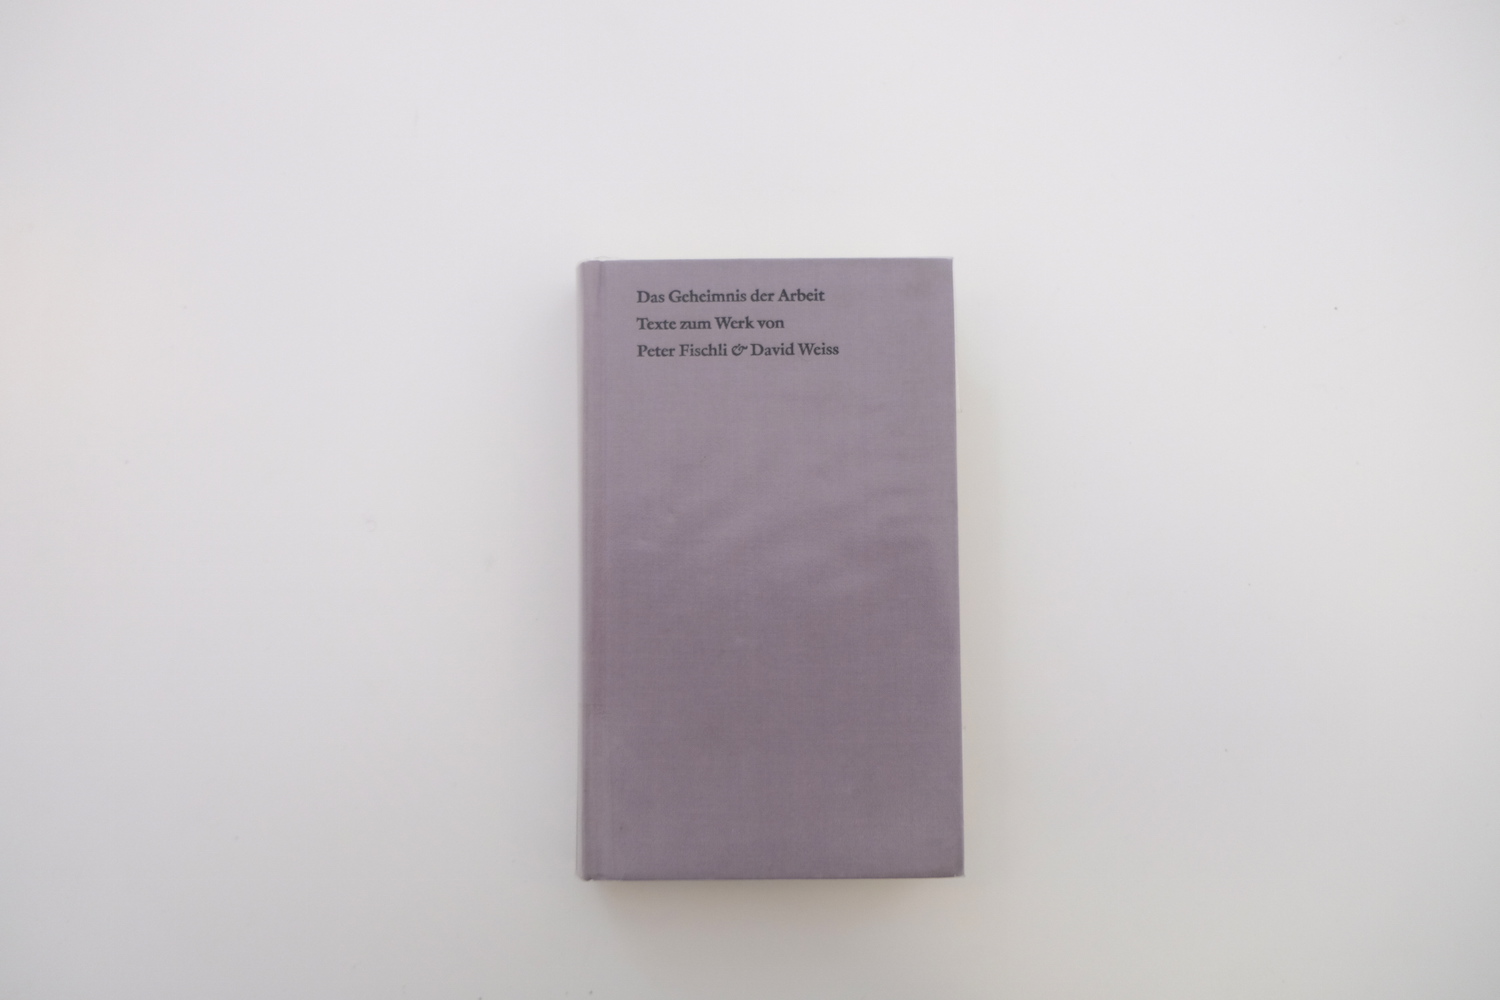 Das Geheimnis der Arbeit
Texte zum Werk von
Peter Fischli & David Weiss